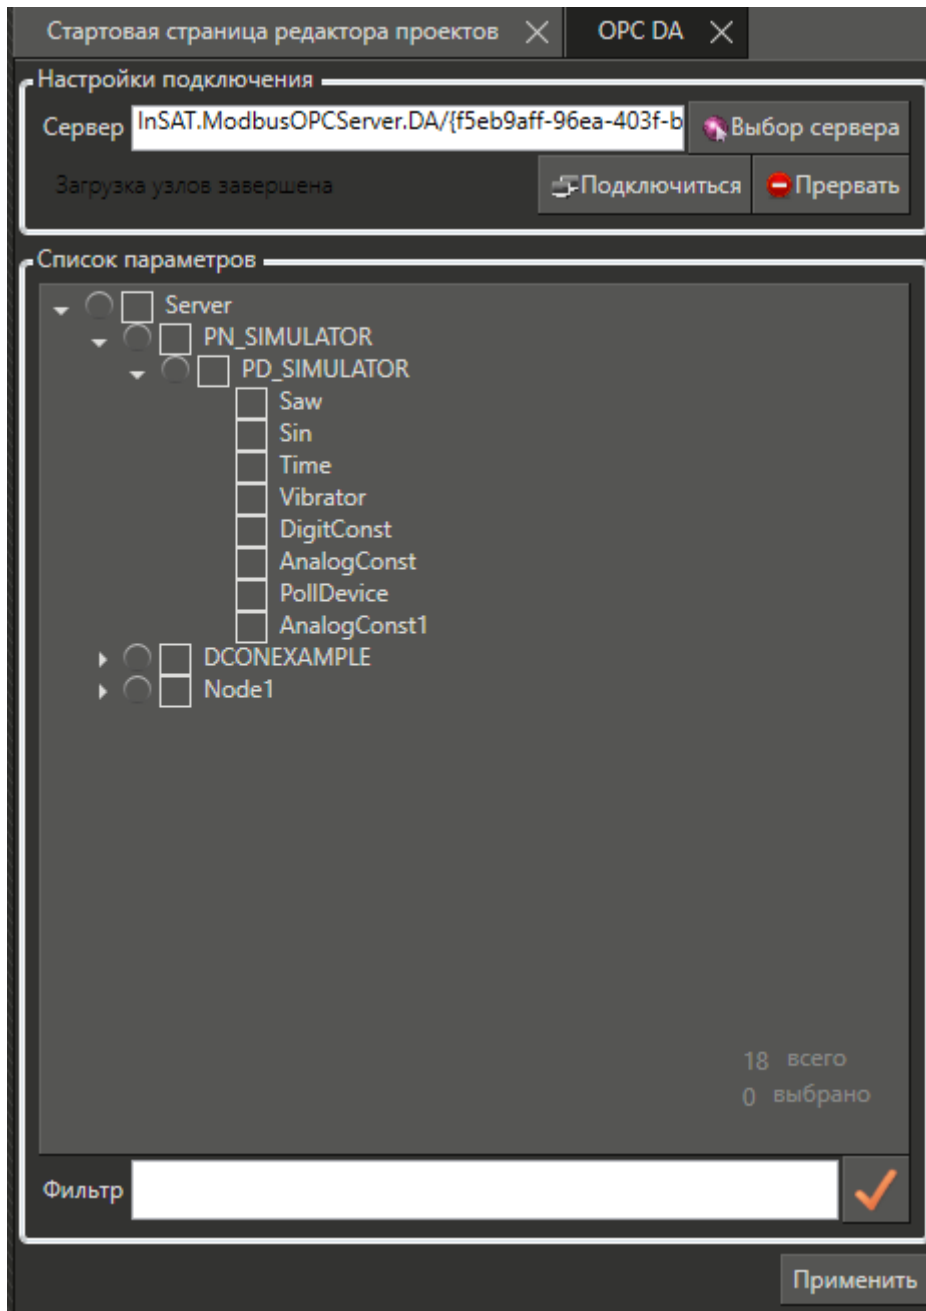 Стартовая страница редактора проектов OPC DA
Настройки подключения
Сервер InSAT.ModbusOPCServer.DA/{f5eb9aff-96ea-403f-b Выбор сервера
Загрузка узлов завершена Подключиться Прервать
Список параметров
Server
PN_SIMULATOR
PD_SIMULATOR
Saw
Sin
Time
Vibrator
DigitConst
AnalogConst
PollDevice
AnalogConst1
DCONEXAMPLE
Node1
18 всего
0 выбрано
Фильтр
Применить